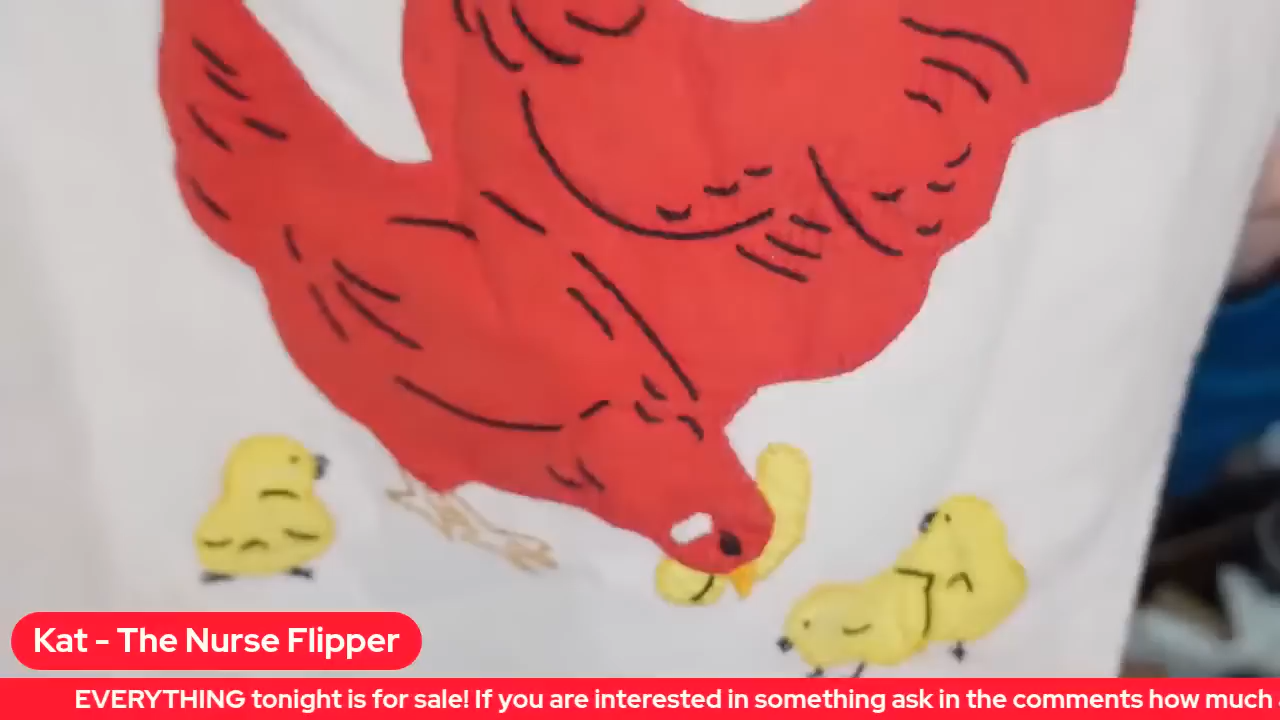 Kat - The Nurse Flipper
EVERYTHING tonight is for sale! If you are interested in something ask in the comments how much